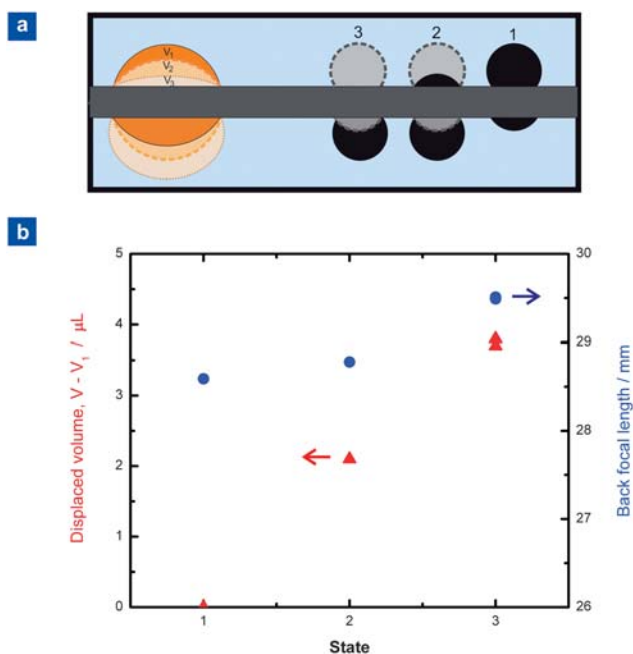 a
3 2 1
V₁
V₂
V₃
b
Displaced volume, V - V₁ / μL
5
4
3
2
1
0
30
29
28
27
26
Back focal length / mm
1 2 3
State